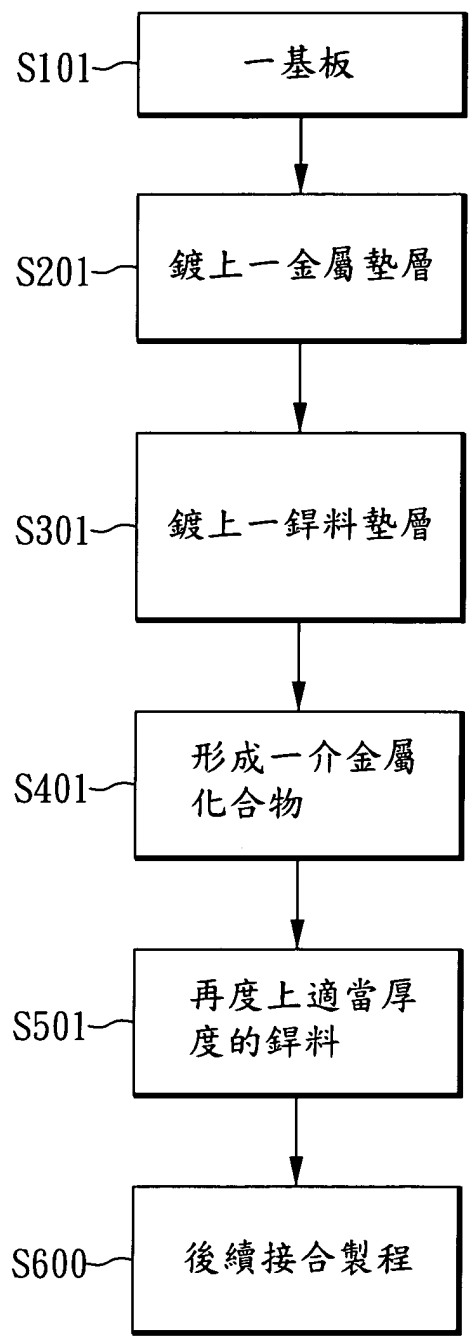 S101
一基板
S201
鍍上一金屬墊層
S301
鍍上一銲料墊層
S401
形成一介金屬
化合物
S501
再度上適當厚
度的銲料
S600
後續接合製程